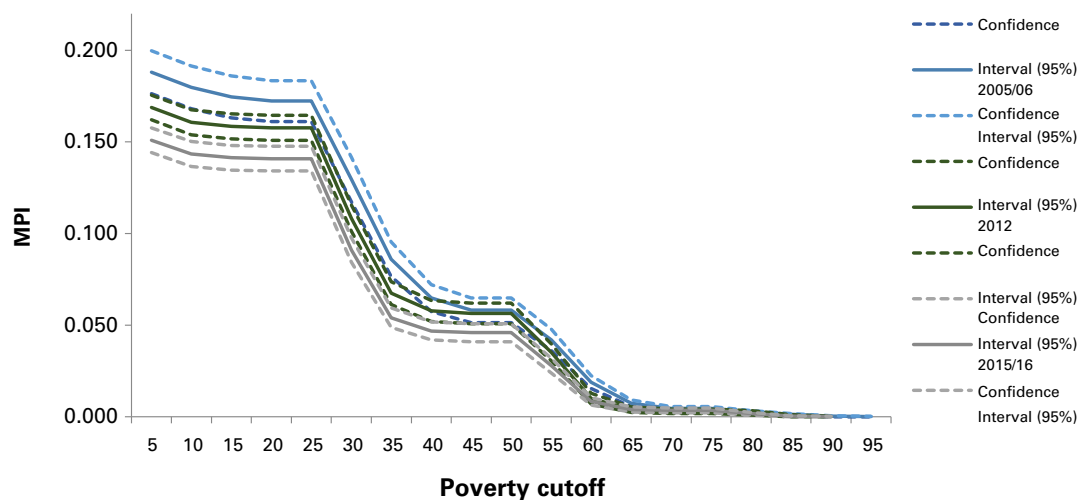 0.200
0.150
0.100
0.050
0.000
MPI
5 10 15 20 25 30 35 40 45 50 55 60 65 70 75 80 85 90 95
Poverty cutoff
Confidence
Interval (95%)
2005/06
Confidence
Interval (95%)
Confidence
Interval (95%)
2012
Confidence
Interval (95%)
Confidence
Interval (95%)
2015/16
Confidence
Interval (95%)